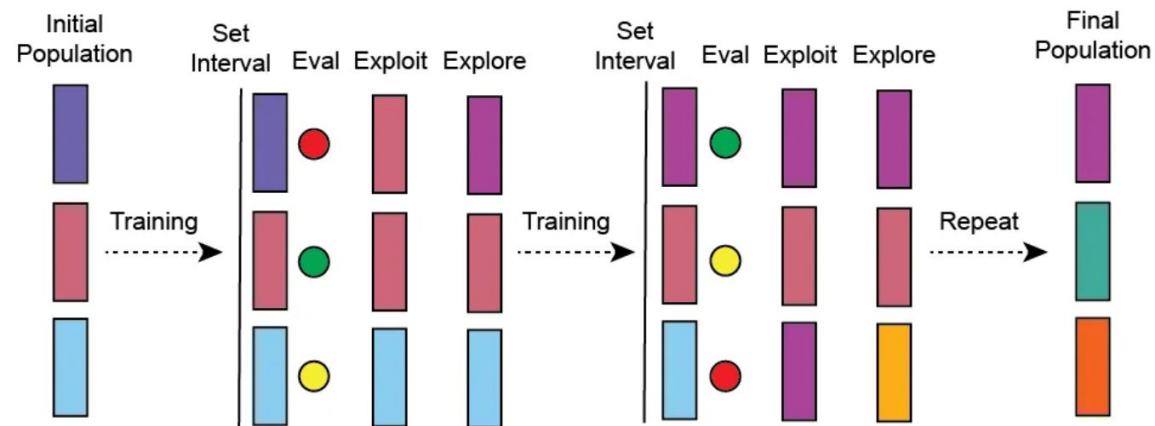 Initial
Population
Set
Interval
Eval
Exploit
Explore
Set
Interval
Eval
Exploit
Explore
Final
Population
Training
Training
Repeat